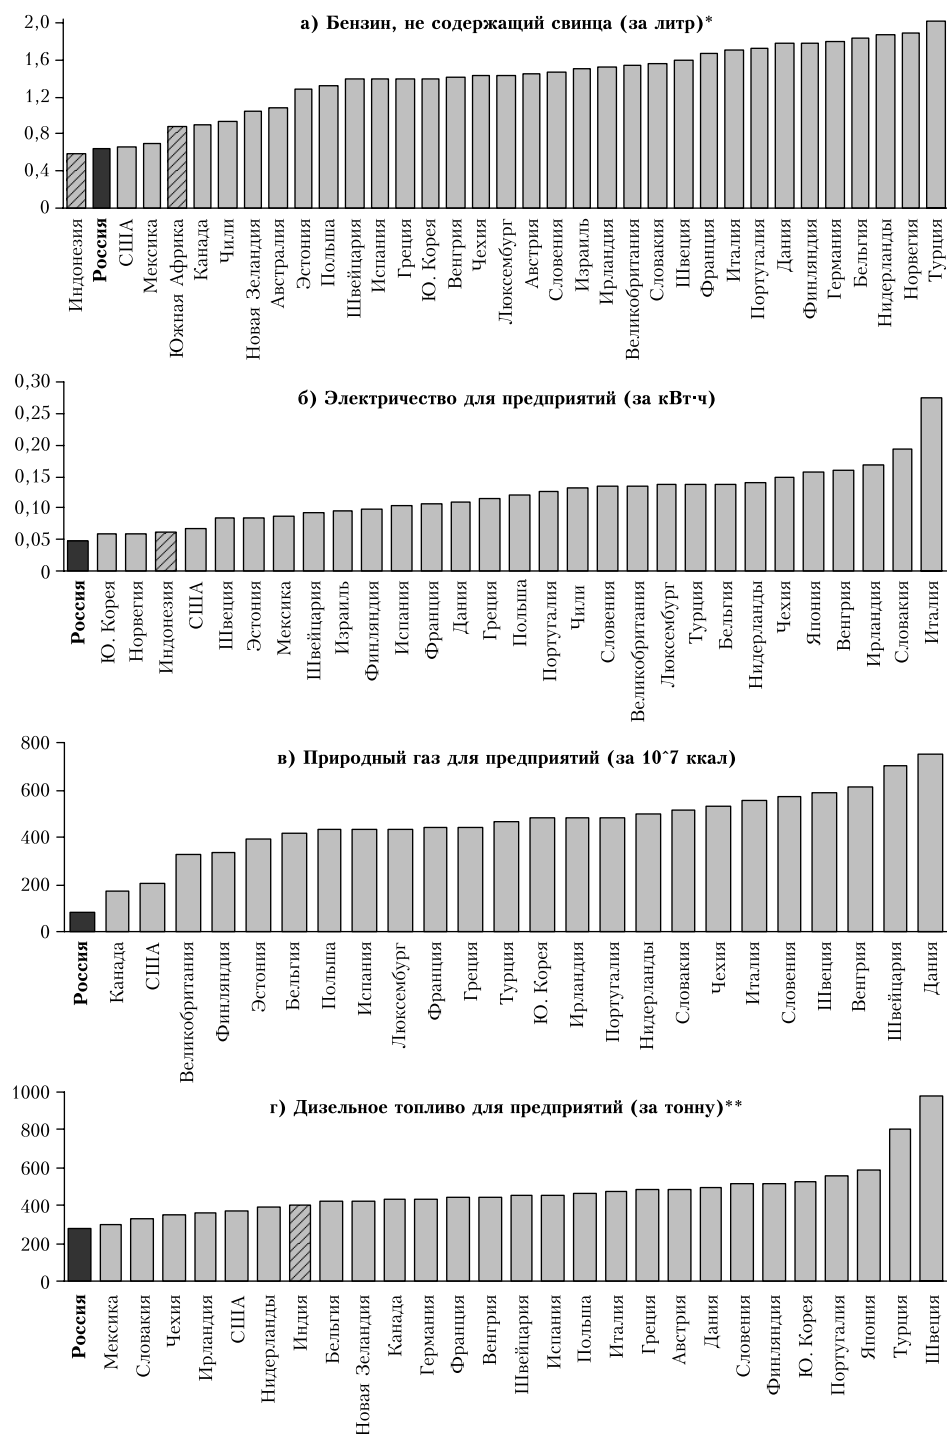 а) Бензин, не содержащий свинца (за литр)*
2,0
1,6
1,2
0,8
0,4
0
Индонезия
Россия
США
Мексика
Южная Африка
Канада
Чили
Новая Зеландия
Австралия
Эстония
Польша
Швейцария
Испания
Греция
Ю. Корея
Венгрия
Чехия
Люксембург
Австрия
Словения
Израиль
Ирландия
Великобритания
Словакия
Швеция
Франция
Италия
Португалия
Дания
Финляндия
Германия
Бельгия
Нидерланды
Норвегия
Турция
б) Электричество для предприятий (за кВт·ч)
0,30
0,25
0,20
0,15
0,10
0,05
0
Россия
Ю. Корея
Норвегия
Индонезия
США
Швеция
Эстония
Мексика
Швейцария
Израиль
Финляндия
Испания
Франция
Дания
Греция
Польша
Португалия
Чили
Словения
Великобритания
Люксембург
Турция
Бельгия
Нидерланды
Чехия
Япония
Венгрия
Ирландия
Словакия
Италия
в) Природный газ для предприятий (за 10^7 ккал)
800
600
400
200
0
Россия
Канада
США
Великобритания
Финляндия
Эстония
Бельгия
Польша
Испания
Люксембург
Франция
Греция
Турция
Ю. Корея
Ирландия
Португалия
Нидерланды
Словакия
Чехия
Италия
Словения
Швеция
Венгрия
Швейцария
Дания
г) Дизельное топливо для предприятий (за тонну)**
1000
800
600
400
200
0
Россия
Мексика
Словакия
Чехия
Ирландия
США
Нидерланды
Индия
Бельгия
Новая Зеландия
Канада
Германия
Франция
Венгрия
Швейцария
Испания
Польша
Италия
Греция
Австрия
Дания
Словения
Финляндия
Ю. Корея
Португалия
Япония
Турция
Швеция